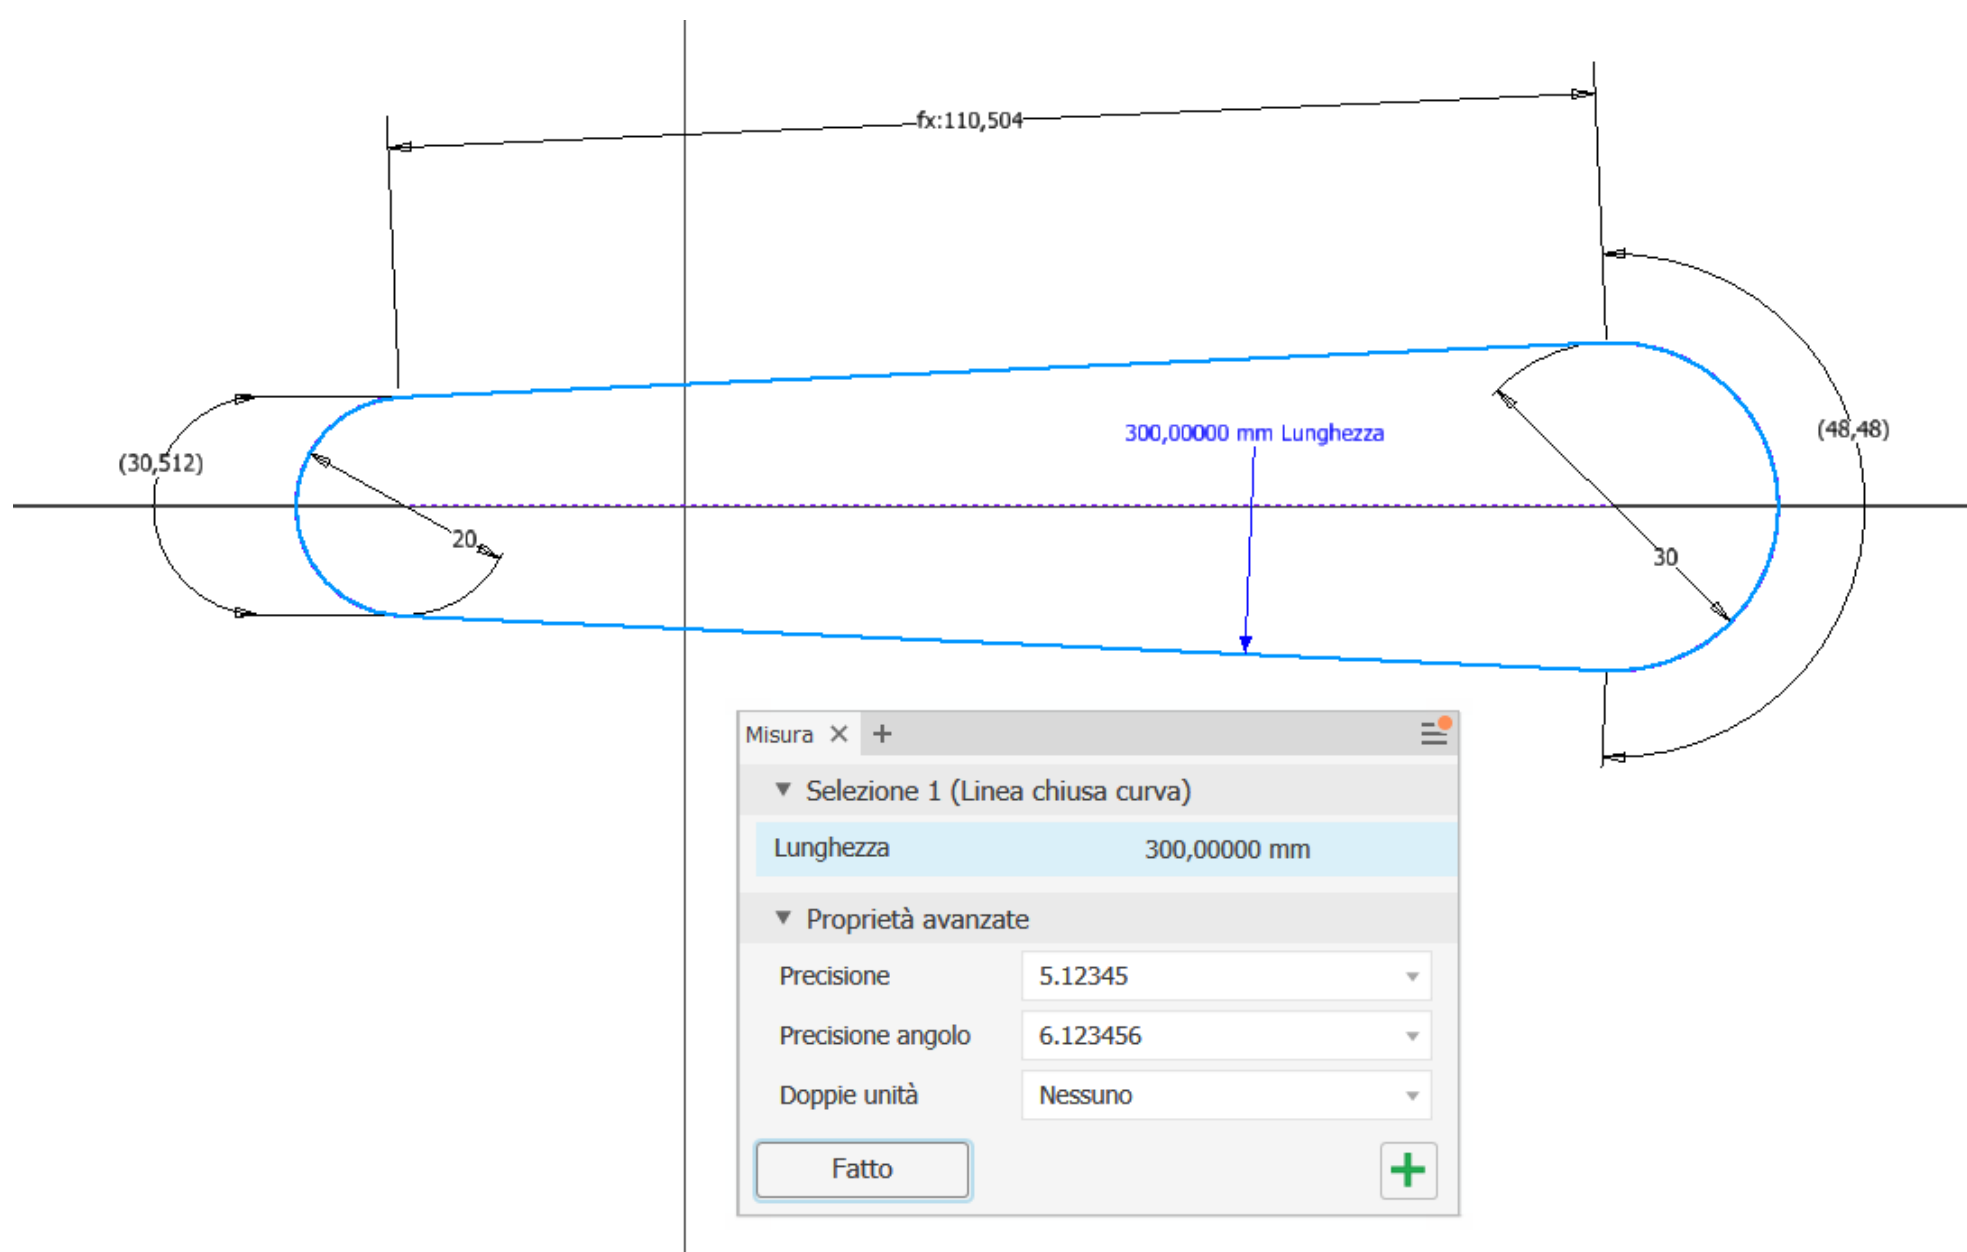 fx:110,504
(48,48)
300,00000 mm Lunghezza
(30,512)
20
30
Misura
Selezione 1 (Linea chiusa curva)
Lunghezza 300,00000 mm
Proprietà avanzate
Precisione 5.12345
Precisione angolo 6.123456
Doppie unità Nessuno
Fatto